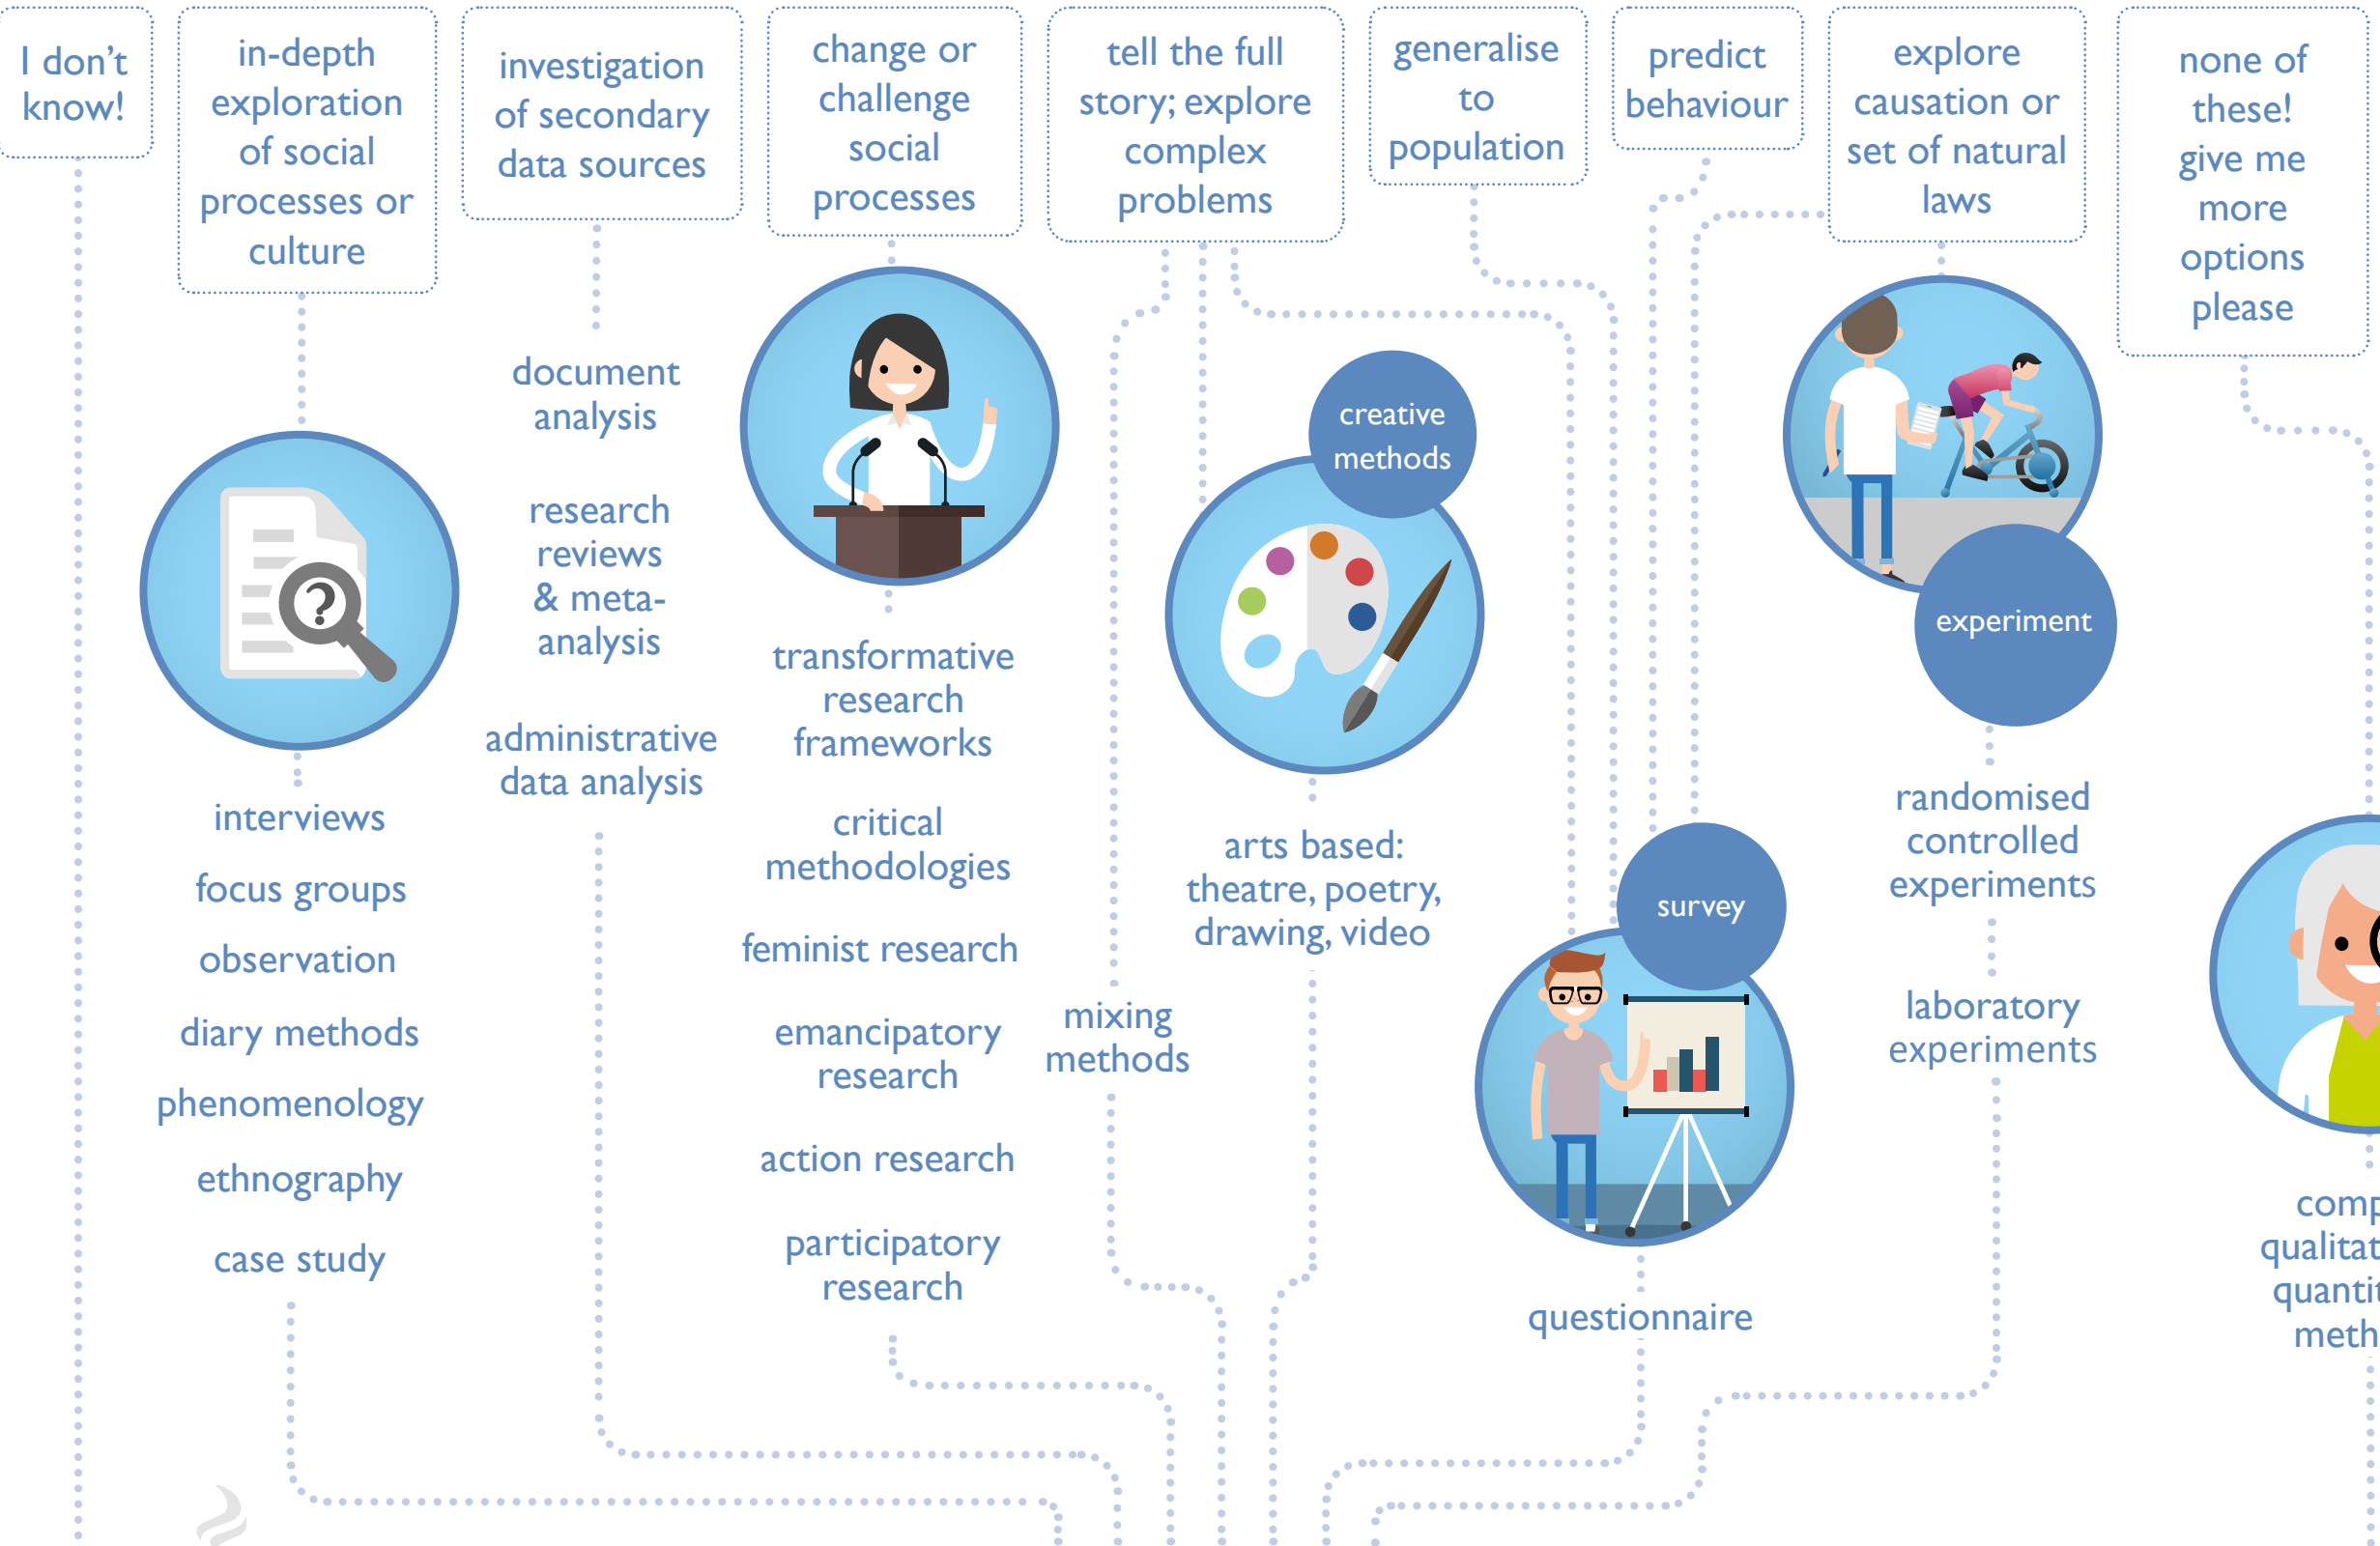 I don't
know!
in-depth
exploration
of social
processes or
culture
investigation
of secondary
data sources
change or
challenge
social
processes
tell the full
story; explore
complex
problems
generalise
to
population
predict
behaviour
explore
causation or
set of natural
laws
none of
these!
give me
more
options
please
interviews
focus groups
observation
diary methods
phenomenology
ethnography
case study
document
analysis
research
reviews
& meta-
analysis
administrative
data analysis
transformative
research
frameworks
critical
methodologies
feminist research
emancipatory
research
action research
participatory
research
mixing
methods
creative
methods
arts based:
theatre, poetry,
drawing, video
survey
questionnaire
experiment
randomised
controlled
experiments
laboratory
experiments